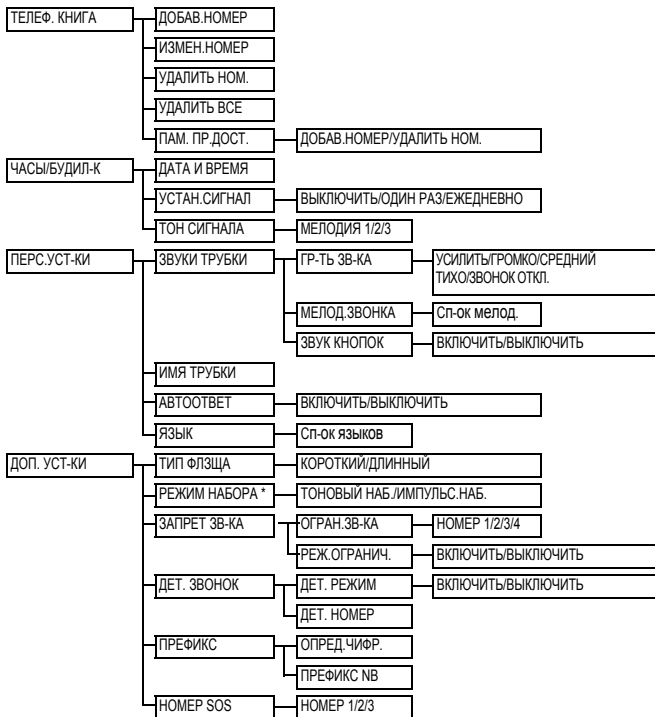 ТЕЛЕФ. КНИГА
ДОБАВ.НОМЕР
ИЗМЕН.НОМЕР
УДАЛИТЬ НОМ.
УДАЛИТЬ ВСЕ
ПАМ. ПР.ДОСТ.
ДОБАВ.НОМЕР/УДАЛИТЬ НОМ.
ЧАСЫ/БУДИЛ-К
ДАТА И ВРЕМЯ
УСТАН.СИГНАЛ
ВЫКЛЮЧИТЬ/ОДИН РАЗ/ЕЖЕДНЕВНО
ТОН СИГНАЛА
МЕЛОДИЯ 1/2/3
ПЕРС.УСТ-КИ
ЗВУКИ ТРУБКИ
ГР-ТЬ ЗВ-КА
УСИЛИТЬ/ГРОМКО/СРЕДНИЙ
ТИХО/ЗВОНОК ОТКЛ.
МЕЛОД.ЗВОНКА
Сп-ок мелод.
ЗВУК КНОПОК
ВКЛЮЧИТЬ/ВЫКЛЮЧИТЬ
ИМЯ ТРУБКИ
АВТООТВЕТ
ВКЛЮЧИТЬ/ВЫКЛЮЧИТЬ
ЯЗЫК
Сп-ок языков
ДОП. УСТ-КИ
ТИП ФЛЗЩА
КОРОТКИЙ/ДЛИННЫЙ
РЕЖИМ НАБОРА *
ТОНОВЫЙ НАБ./ИМПУЛЬС.НАБ.
ЗАПРЕТ ЗВ-КА
ОГРАН.ЗВ-КА
НОМЕР 1/2/3/4
РЕЖ.ОГРАНИЧ.
ВКЛЮЧИТЬ/ВЫКЛЮЧИТЬ
ДЕТ. ЗВОНОК
ДЕТ. РЕЖИМ
ВКЛЮЧИТЬ/ВЫКЛЮЧИТЬ
ДЕТ. НОМЕР
ПРЕФИКС
ОПРЕД.ЧИФР.
ПРЕФИКС NB
НОМЕР SOS
НОМЕР 1/2/3